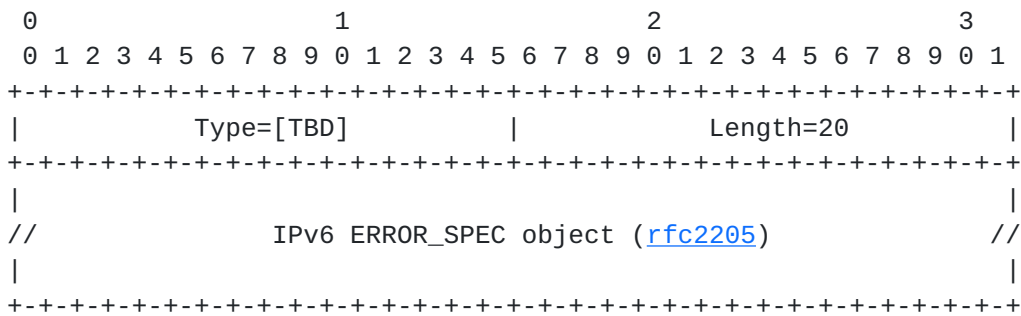 0                   1                   2                   3
 0 1 2 3 4 5 6 7 8 9 0 1 2 3 4 5 6 7 8 9 0 1 2 3 4 5 6 7 8 9 0 1
+-+-+-+-+-+-+-+-+-+-+-+-+-+-+-+-+-+-+-+-+-+-+-+-+-+-+-+-+-+-+-+-+
|           Type=[TBD]          |            Length=20          |
+-+-+-+-+-+-+-+-+-+-+-+-+-+-+-+-+-+-+-+-+-+-+-+-+-+-+-+-+-+-+-+-+
|                                                               |
//               IPv6 ERROR_SPEC object (rfc2205)              //
|                                                               |
+-+-+-+-+-+-+-+-+-+-+-+-+-+-+-+-+-+-+-+-+-+-+-+-+-+-+-+-+-+-+-+-+